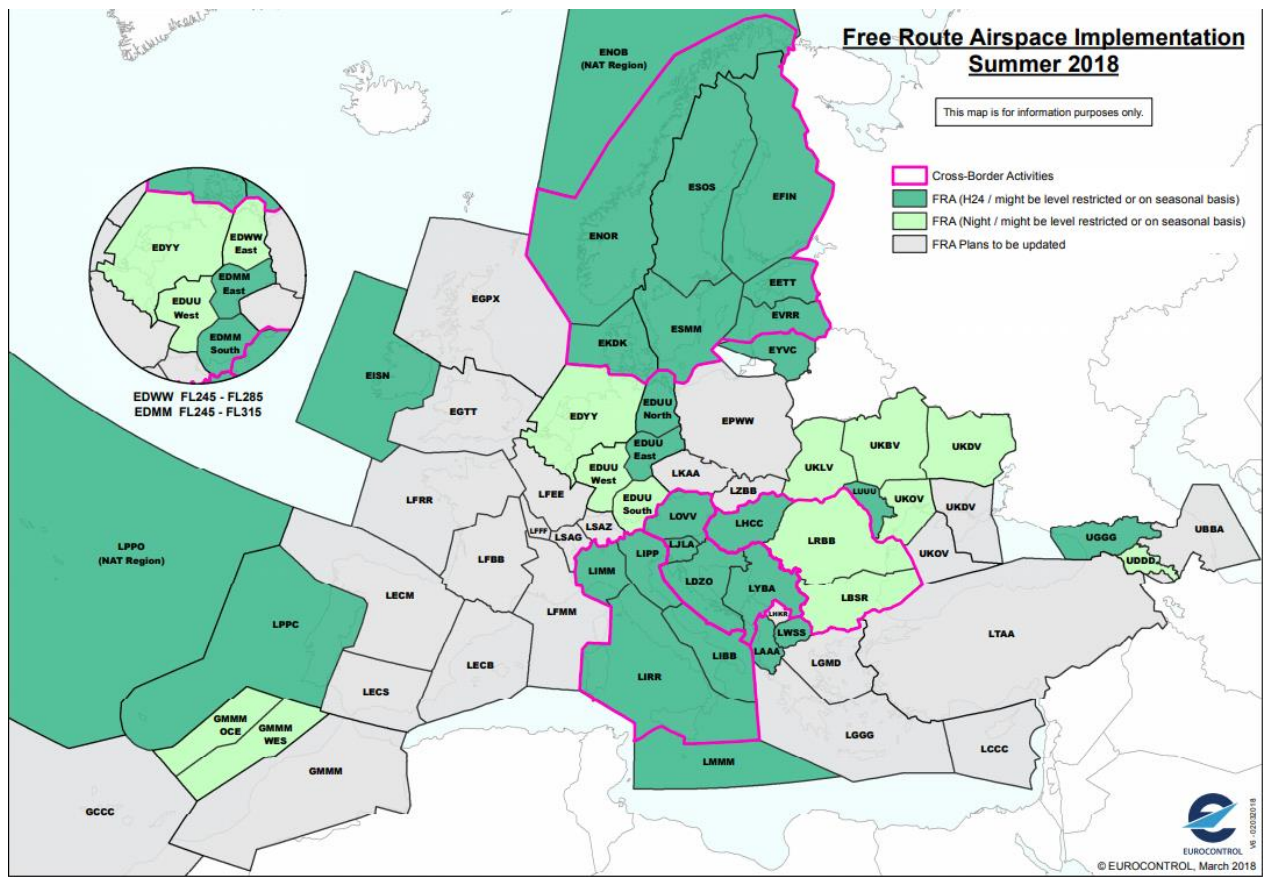 Free Route Airspace Implementation
Summer 2018
This map is for information purposes only.
Cross-Border Activities
FRA (H24 / might be level restricted or on seasonal basis)
FRA (Night / might be level restricted or on seasonal basis)
FRA Plans to be updated
ENOB
(NAT Region)
ESOS
EFIN
ENOR
EETT
EVRR
ESMM
EKDK
EYVC
EGPX
EISN
EGTT
EDYY
EDWW
East
EDMM
East
EDUU
West
EDMM
South
EDWW FL245 - FL285
EDMM FL245 - FL315
EDYY
EDUU
North
EDUU
East
EDUU
West
EDUU
South
EPWW
LKAA
LZBB
UKLV
UKBV
UKDV
UKOV
LUUU
UKDV
UKOV
LFRR
LFEE
LFFF
LSAZ
LSAG
LFBB
LFMM
LOVV
LHCC
LRBB
LBSR
LJLA
LIPP
LIMM
LDZO
LYBA
LHKR
LWSS
LAAA
LIBB
LIRR
LGMD
LGGG
LTAA
LCCC
LMMM
UGGG
UDDD
UBBA
LPPO
(NAT Region)
LPPC
LECM
LECB
LECS
GMMM
OCE
GMMM
WES
GMMM
GCCC
EUROCONTROL
V6 - 02032018
© EUROCONTROL, March 2018